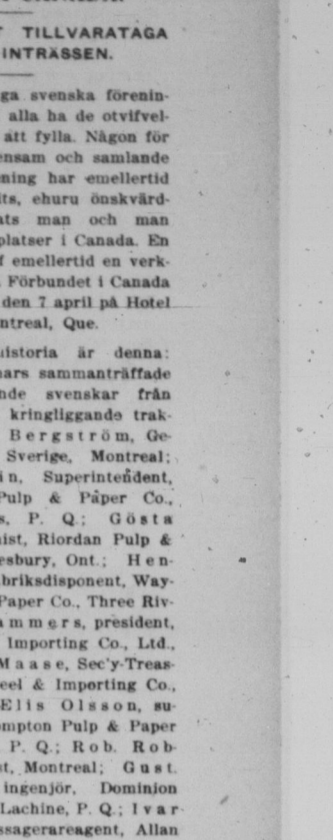 TILLVARATAGA
INTRÄSSEN.
ga svenska förenin-
alla ha de otvifvel-
att fylla. Någon för
ensam och samlande
ning har emellertid
its, ehuru önskvärd-
ats man och man
platser i Canada. En
f emellertid en verk-
Förbundet i Canada
den 7 april på Hotel
ntreal, Que.
historia är denna:
ars sammanträffade
nde svenskar från
kringliggande trak-
Bergström, Ge-
Sverige, Montreal;
in, Superintendent,
Pulp & Paper Co.,
s, P. Q.; Gösta
ist, Riordan Pulp &
esbury, Ont.; Hen-
briksdisponent, Way-
Paper Co., Three Riv-
ammers, president,
Importing Co., Ltd.,
Maase, Sec'y-Treas-
eel & Importing Co.,
Elis Olsson, su-
ompton Pulp & Paper
P. Q.; Rob. Rob-
st, Montreal; Gust.
ingenjör, Dominion
Lachine, P. Q.; Ivar
ssagerareagent, Allan